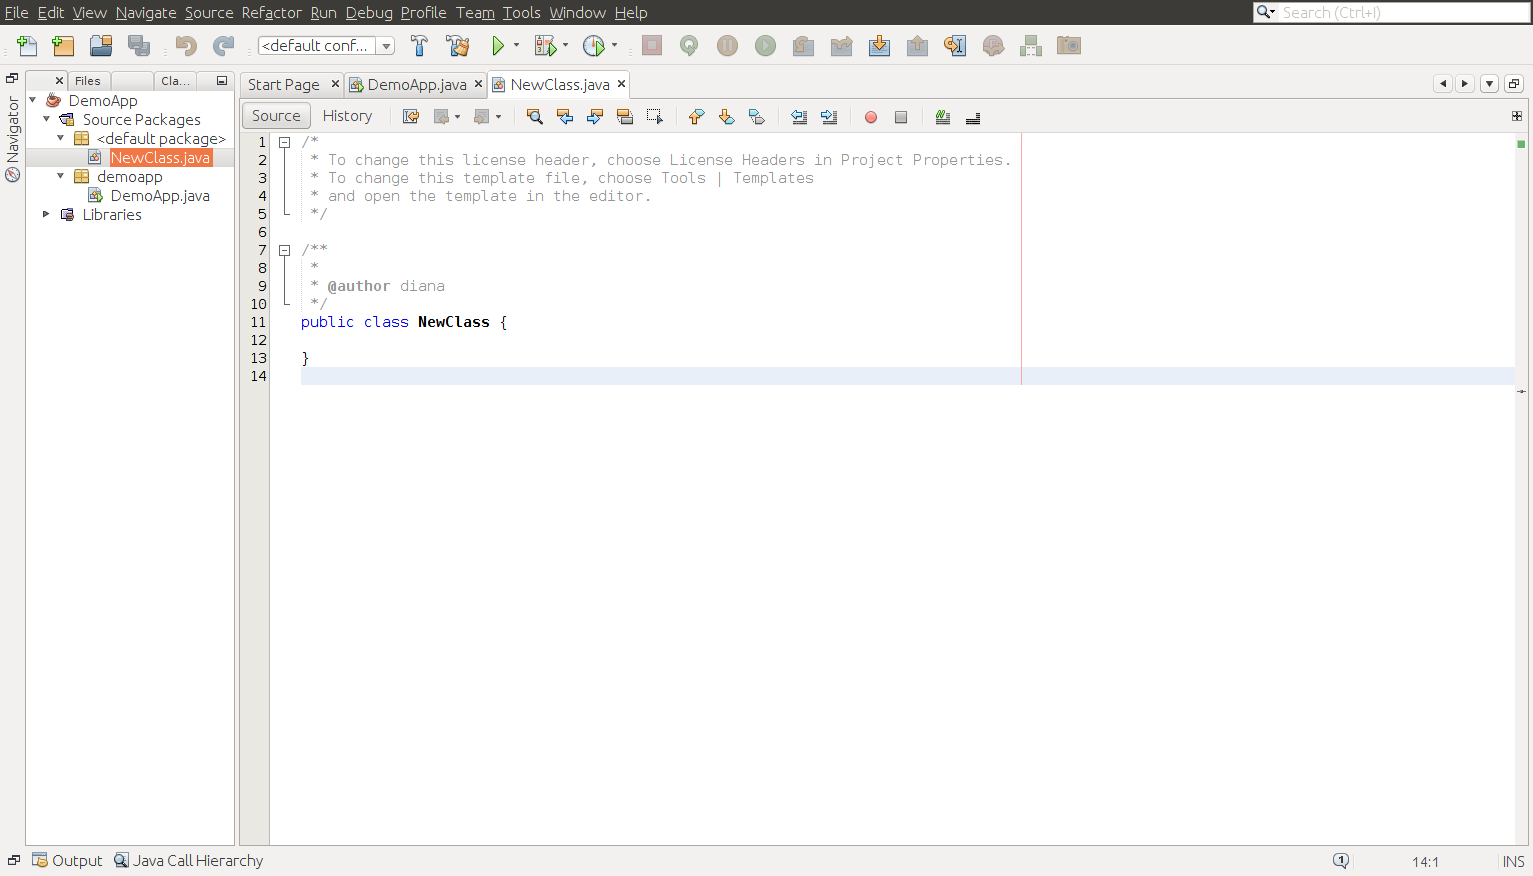 File Edit View Navigate Source Refactor Run Debug Profile Team Tools Window Help
Search (Ctrl+I)
<default conf...
Files
Cla...
Start Page
DemoApp.java
NewClass.java
Navigator
DemoApp
Source Packages
<default package>
NewClass.java
demoapp
DemoApp.java
Libraries
Source
History
1 /*
2  * To change this license header, choose License Headers in Project Properties.
3  * To change this template file, choose Tools | Templates
4  * and open the template in the editor.
5  */
6
7 /**
8  *
9  * @author diana
10  */
11 public class NewClass {
12
13 }
14
Output
Java Call Hierarchy
1
14:1
INS